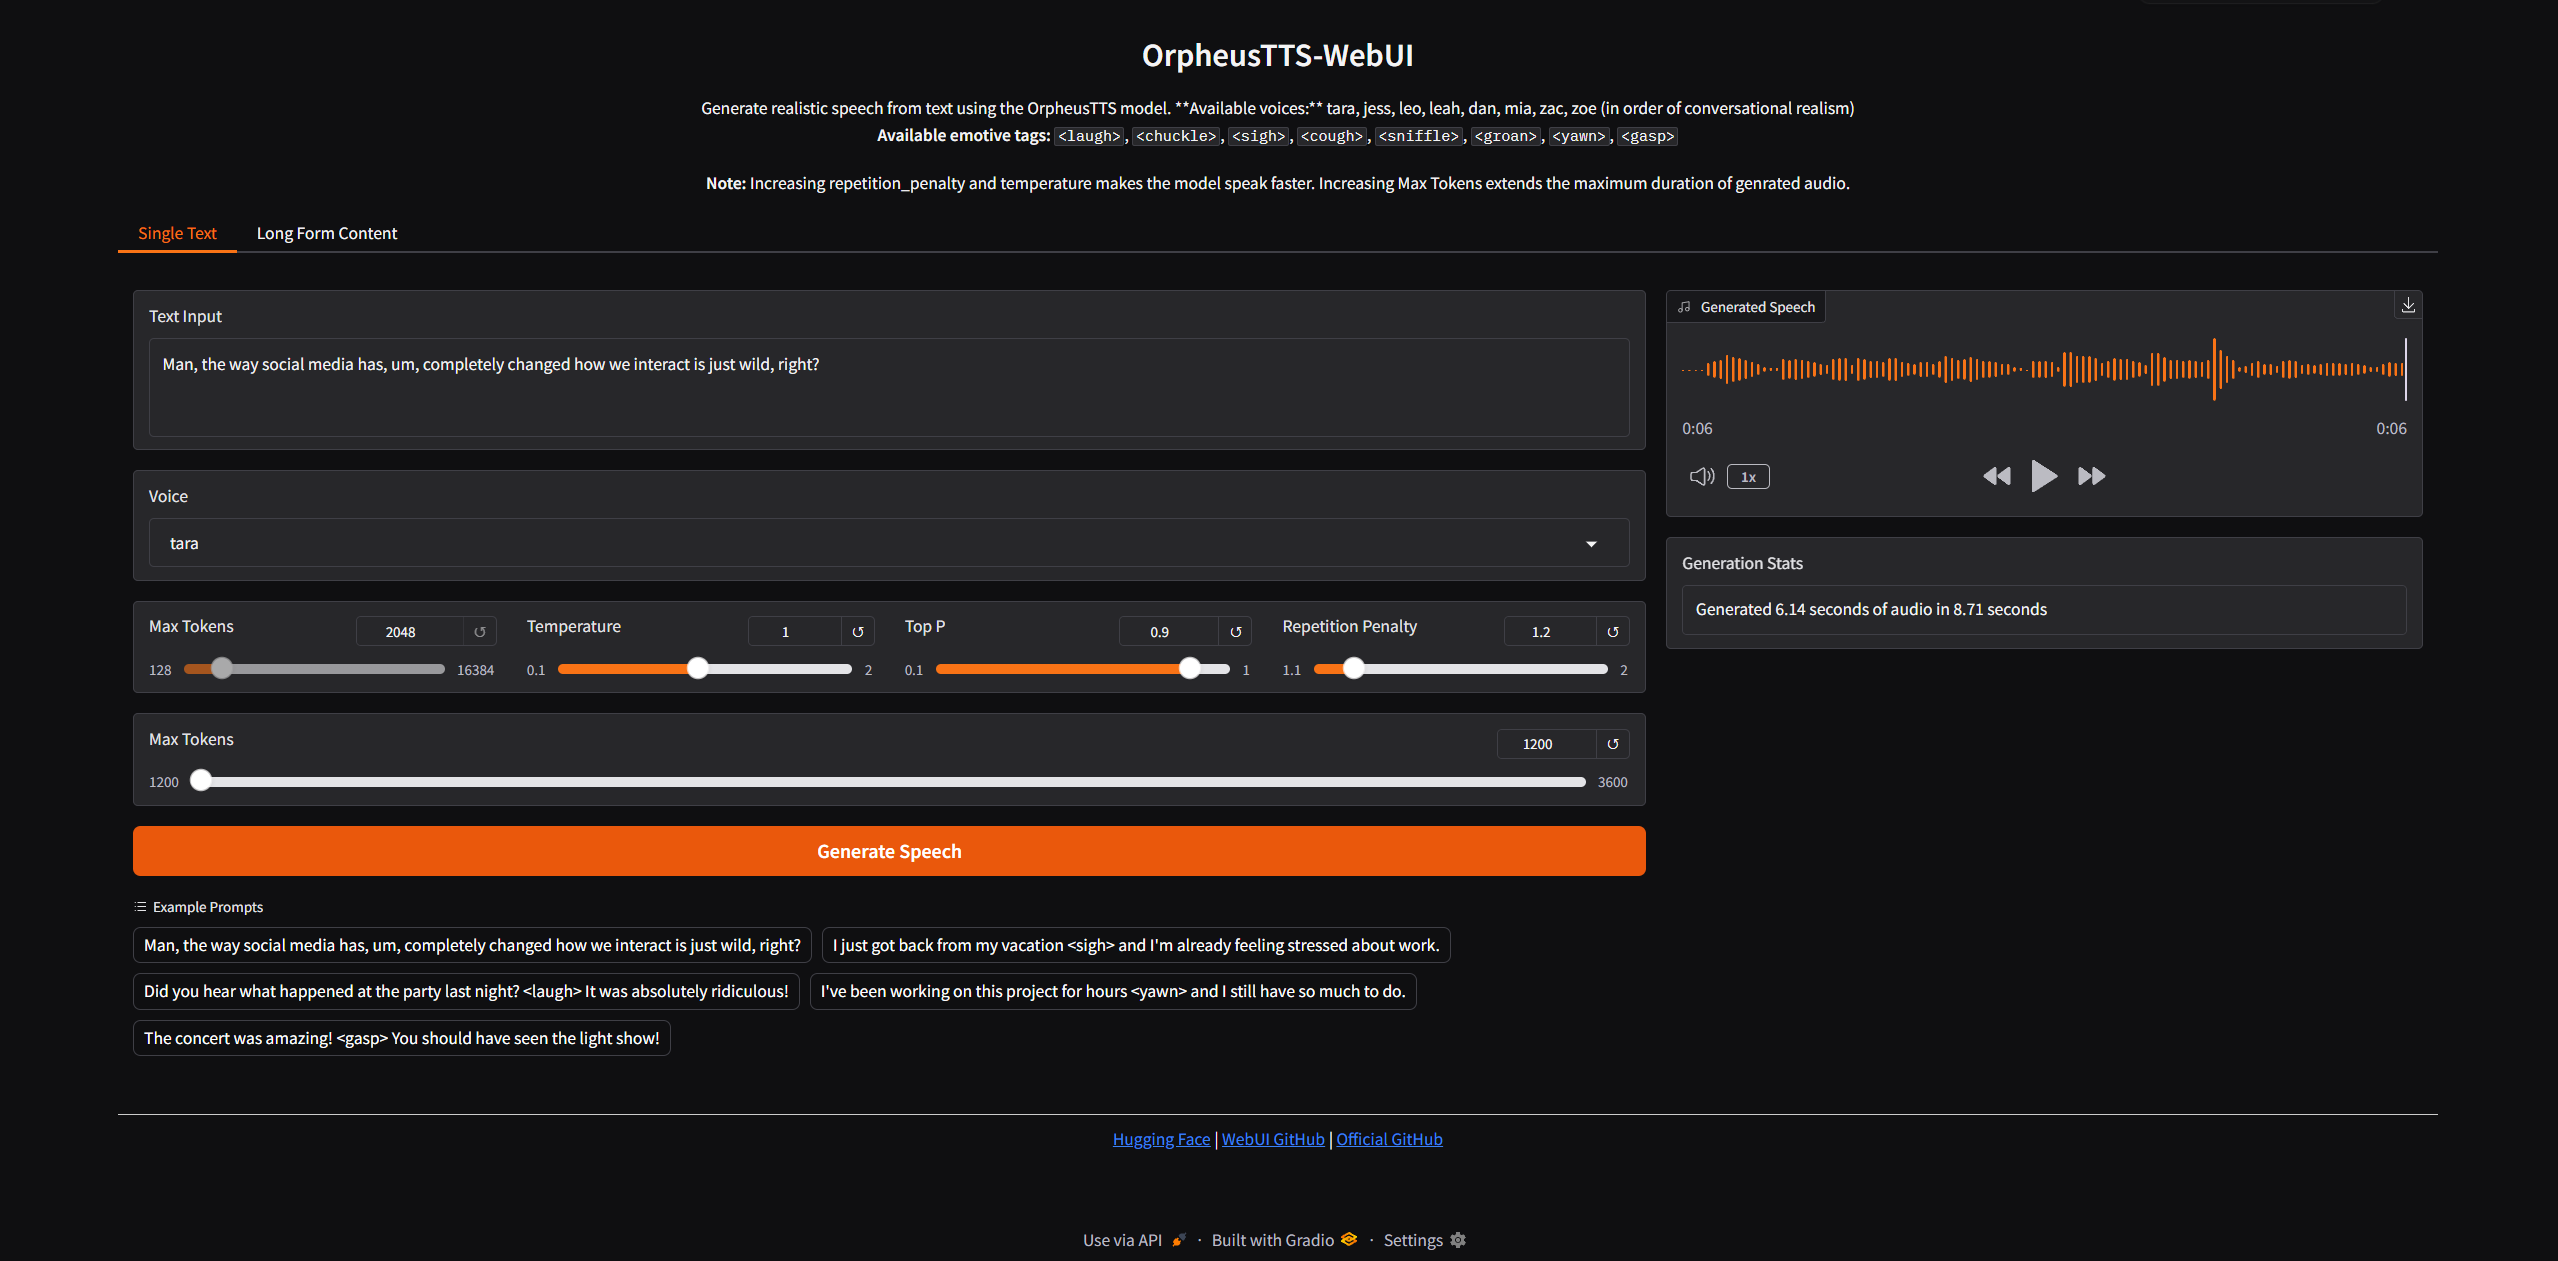 OrpheusTTS-WebUI
Generate realistic speech from text using the OrpheusTTS model. **Available voices:** tara, jess, leo, leah, dan, mia, zac, zoe (in order of conversational realism)
Available emotive tags: <laugh>, <chuckle>, <sigh>, <cough>, <sniffle>, <groan>, <yawn>, <gasp>
Note: Increasing repetition_penalty and temperature makes the model speak faster. Increasing Max Tokens extends the maximum duration of genrated audio.
Single Text Long Form Content
Text Input
Man, the way social media has, um, completely changed how we interact is just wild, right?
Voice
tara
Max Tokens 2048
128 16384
Temperature 1
0.1 2
Top P 0.9
0.1 1
Repetition Penalty 1.2
1.1 2
Max Tokens 1200
1200 3600
Generate Speech
Example Prompts
Man, the way social media has, um, completely changed how we interact is just wild, right?
I just got back from my vacation <sigh> and I'm already feeling stressed about work.
Did you hear what happened at the party last night? <laugh> It was absolutely ridiculous!
I've been working on this project for hours <yawn> and I still have so much to do.
The concert was amazing! <gasp> You should have seen the light show!
Generated Speech
0:06 0:06
1x
Generation Stats
Generated 6.14 seconds of audio in 8.71 seconds
Hugging Face | WebUI GitHub | Official GitHub
Use via API · Built with Gradio · Settings